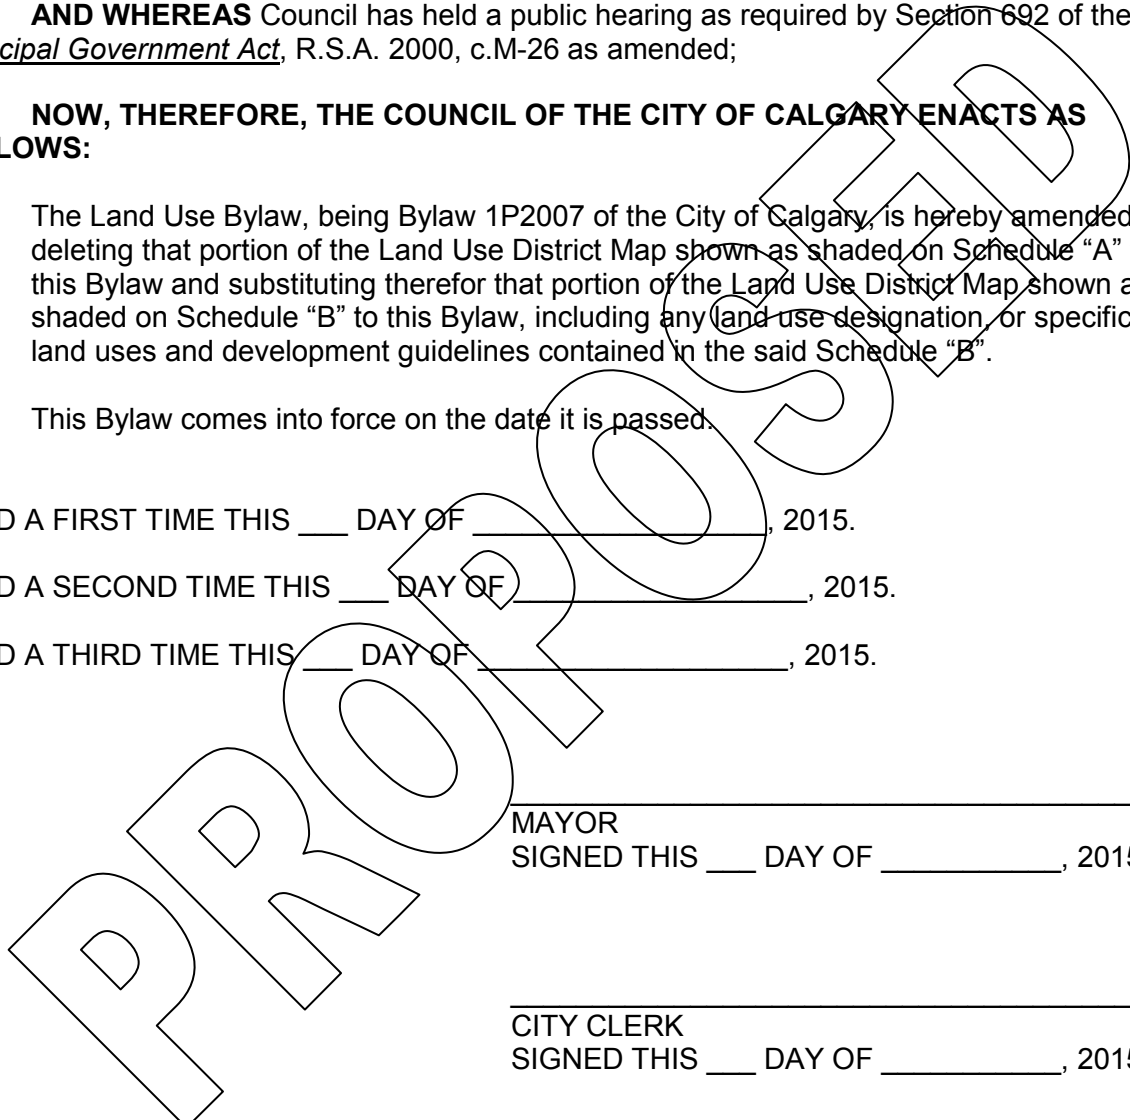 AND WHEREAS Council has held a public hearing as required by Section 692 of the
cipal Government Act, R.S.A. 2000, c.M-26 as amended;
NOW, THEREFORE, THE COUNCIL OF THE CITY OF CALGARY ENACTS AS
LOWS:
The Land Use Bylaw, being Bylaw 1P2007 of the City of Calgary, is hereby amended
deleting that portion of the Land Use District Map shown as shaded on Schedule “A”
this Bylaw and substituting therefor that portion of the Land Use District Map shown a
shaded on Schedule “B” to this Bylaw, including any land use designation, or specific
land uses and development guidelines contained in the said Schedule “B”.
This Bylaw comes into force on the date it is passed.
D A FIRST TIME THIS ___ DAY OF __________________, 2015.
D A SECOND TIME THIS ___ DAY OF __________________, 2015.
D A THIRD TIME THIS ___ DAY OF ___________________, 2015.
MAYOR
SIGNED THIS ___ DAY OF ___________, 2015
CITY CLERK
SIGNED THIS ___ DAY OF ___________, 2015
PROPOSED